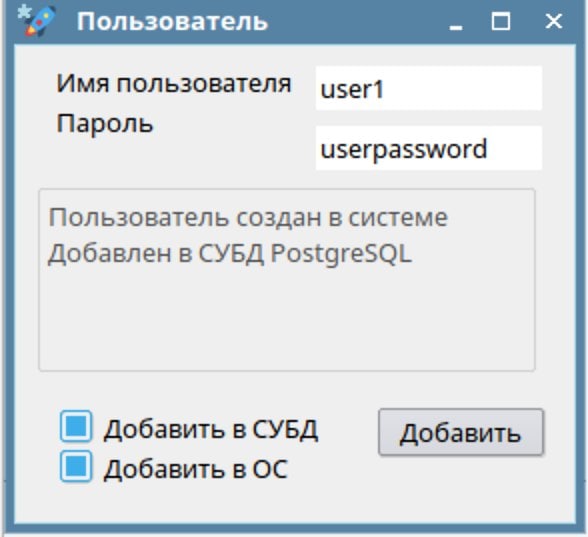 Пользователь
Имя пользователя
user1
Пароль
userpassword
Пользователь создан в системе
Добавлен в СУБД PostgreSQL
Добавить в СУБД
Добавить
Добавить в ОС